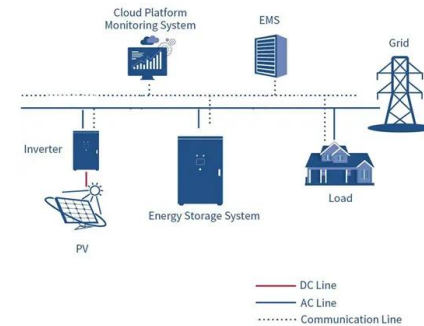 Cloud Platform
Monitoring System
EMS
Grid
Inverter
Energy Storage System
Load
PV
DC Line
AC Line
Communication Line